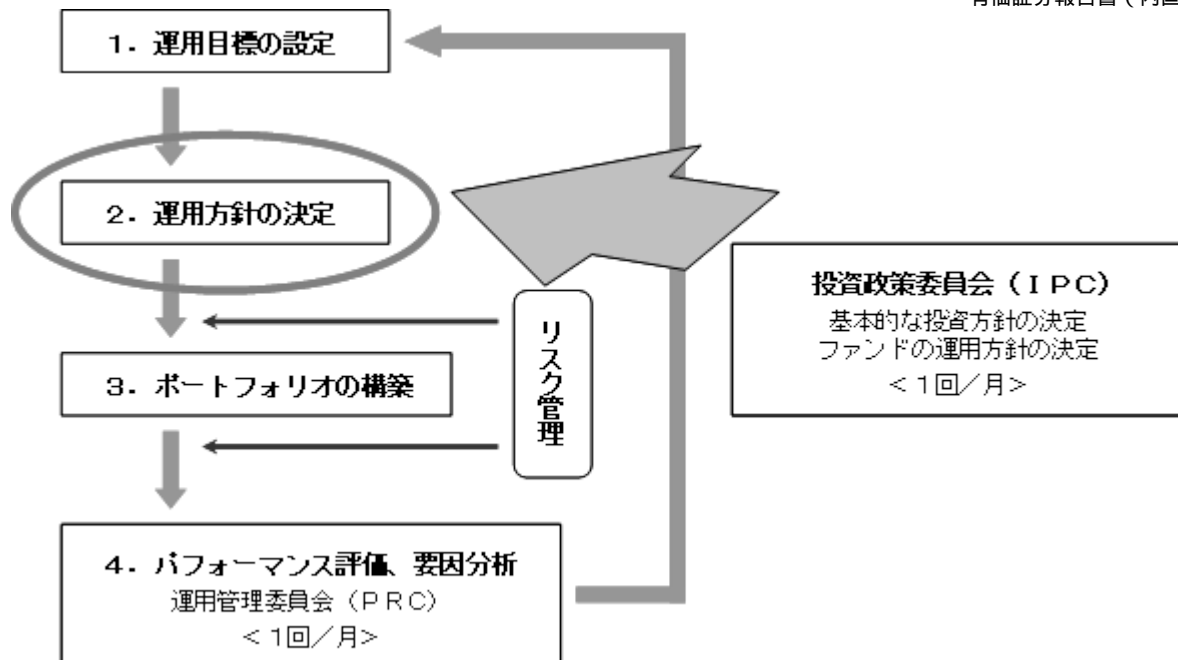 1．運用目標の設定
2．運用方針の決定
投資政策委員会（ＩＰＣ）
基本的な投資方針の決定
ファンドの運用方針の決定
＜1回／月＞
リスク管理
3．ポートフォリオの構築
4．パフォーマンス評価、要因分析
運用管理委員会（ＰＲＣ）
＜1回／月＞